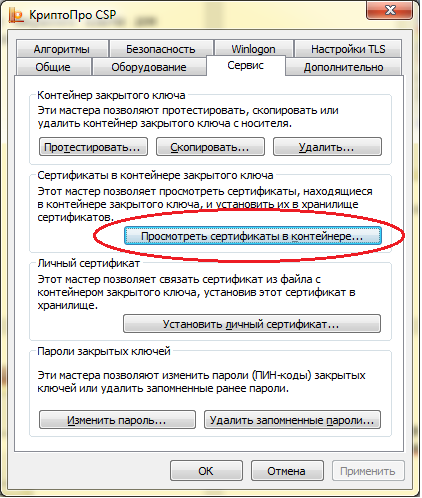 КриптоПро CSP
Алгоритмы Безопасность Winlogon Настройки TLS
Общие Оборудование Сервис Дополнительно
Контейнер закрытого ключа
Эти мастера позволяют протестировать, скопировать или
удалить контейнер закрытого ключа с носителя.
Протестировать... Скопировать... Удалить...
Сертификаты в контейнере закрытого ключа
Этот мастер позволяет просмотреть сертификаты, находящиеся
в контейнере закрытого ключа, и установить их в хранилище
сертификатов.
Просмотреть сертификаты в контейнере...
Личный сертификат
Этот мастер позволяет связать сертификат из файла с
контейнером закрытого ключа, установив этот сертификат в
хранилище.
Установить личный сертификат...
Пароли закрытых ключей
Эти мастера позволяют изменить пароли (ПИН-коды) закрытых
ключей или удалить запомненные ранее пароли.
Изменить пароль... Удалить запомненные пароли...
ОК Отмена Применить